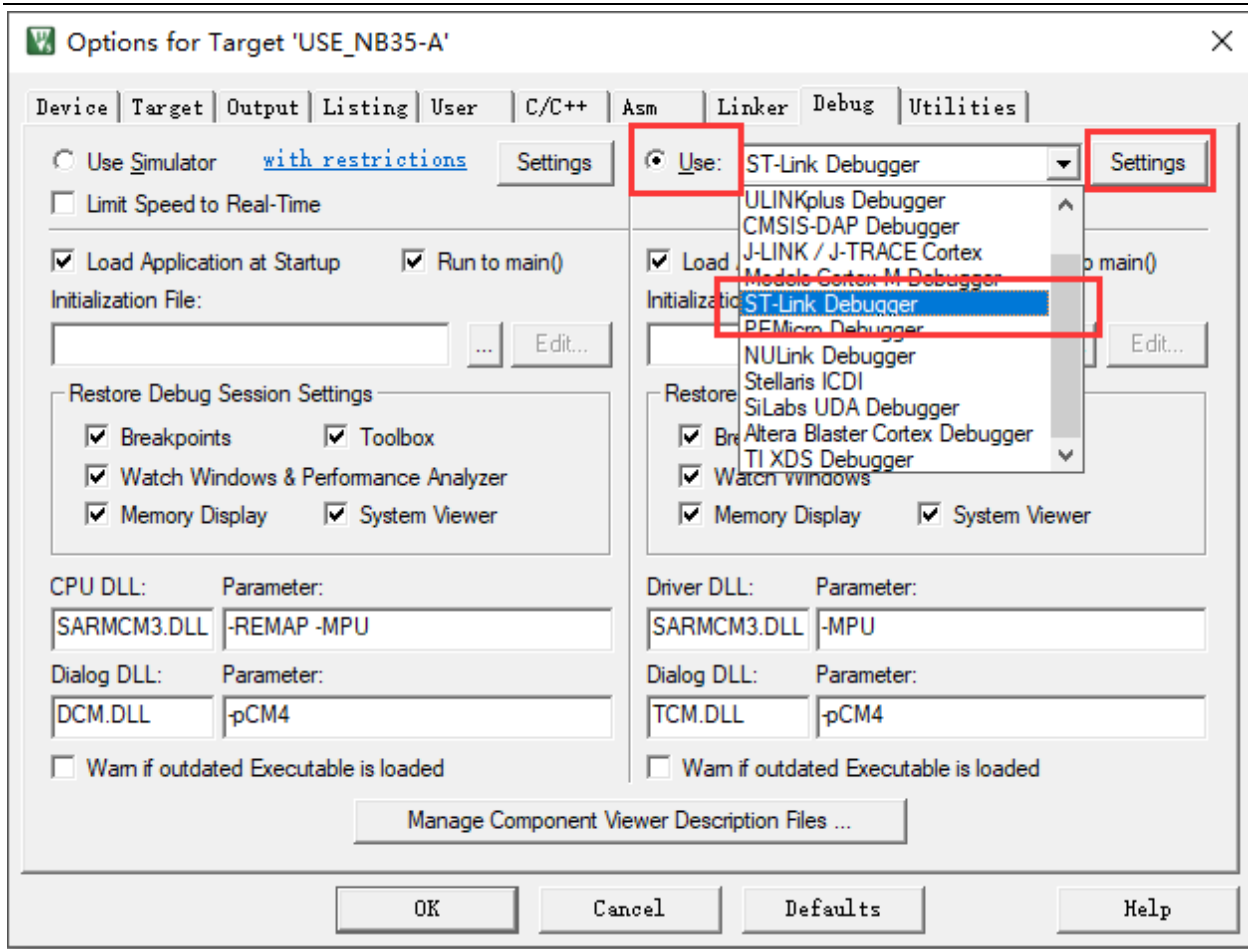 Options for Target 'USE_NB35-A'
Device Target Output Listing User C/C++ Asm Linker Debug Utilities
Use Simulator with restrictions Settings
Limit Speed to Real-Time
Load Application at Startup Run to main()
Initialization File:
... Edit...
Restore Debug Session Settings
Breakpoints Toolbox
Watch Windows & Performance Analyzer
Memory Display System Viewer
CPU DLL: Parameter:
SARMCM3.DLL -REMAP -MPU
Dialog DLL: Parameter:
DCM.DLL -pCM4
Warn if outdated Executable is loaded
Use: ST-Link Debugger Settings
ULINKplus Debugger
CMSIS-DAP Debugger
J-LINK / J-TRACE Cortex
Models Cortex-M Debugger
ST-Link Debugger
PEMicro Debugger
NULink Debugger
Stellaris ICDI
SiLabs UDA Debugger
Altera Blaster Cortex Debugger
TI XDS Debugger
Load
main()
Edit...
Restore
Watch Windows
Memory Display System Viewer
Driver DLL: Parameter:
SARMCM3.DLL -MPU
Dialog DLL: Parameter:
TCM.DLL -pCM4
Warn if outdated Executable is loaded
Manage Component Viewer Description Files ...
OK Cancel Defaults Help